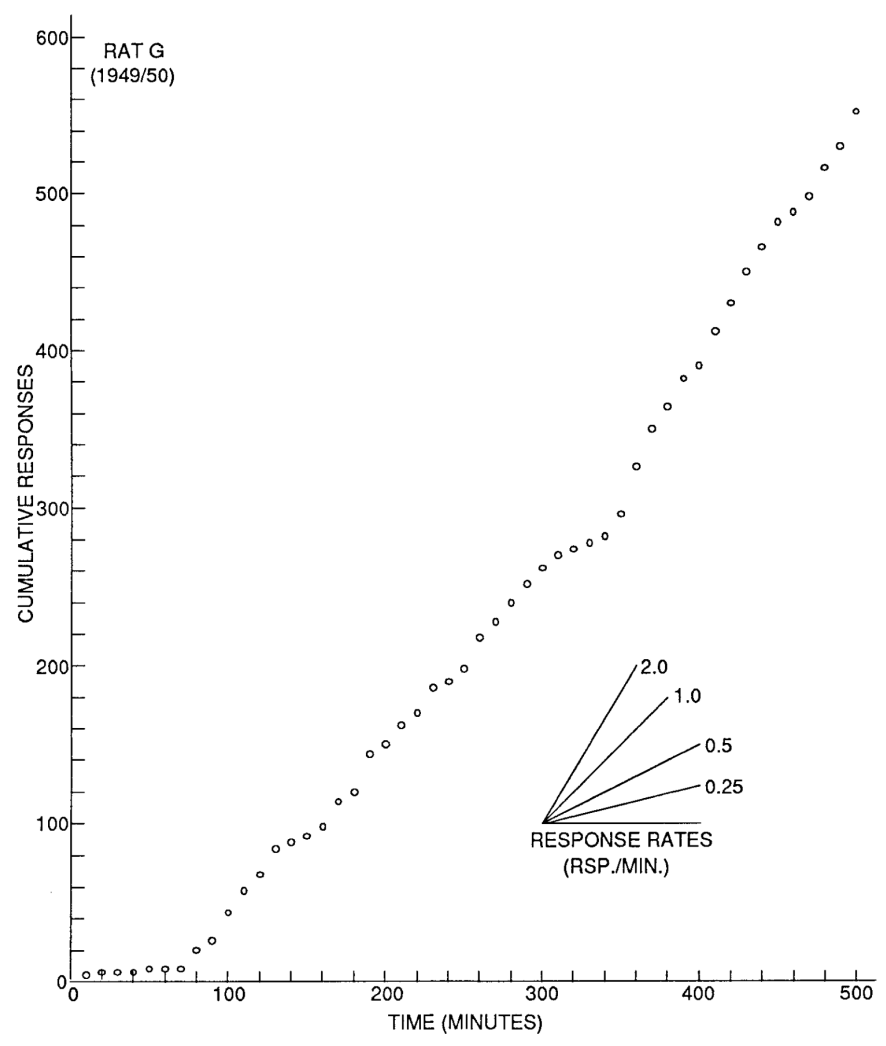 RAT G
(1949/50)
600
500
400
300
200
100
0
CUMULATIVE RESPONSES
2.0
1.0
0.5
0.25
RESPONSE RATES
(RSP./MIN.)
0 100 200 300 400 500
TIME (MINUTES)